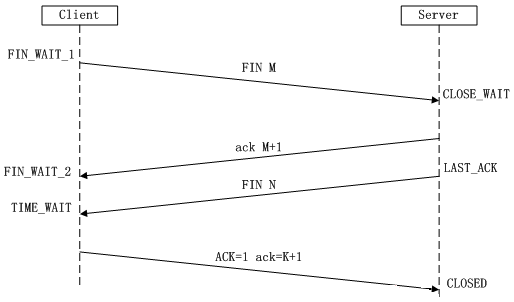 Client
Server
FIN_WAIT_1
FIN M
CLOSE_WAIT
ack M+1
FIN_WAIT_2
LAST_ACK
FIN N
TIME_WAIT
ACK=1 ack=K+1
CLOSED